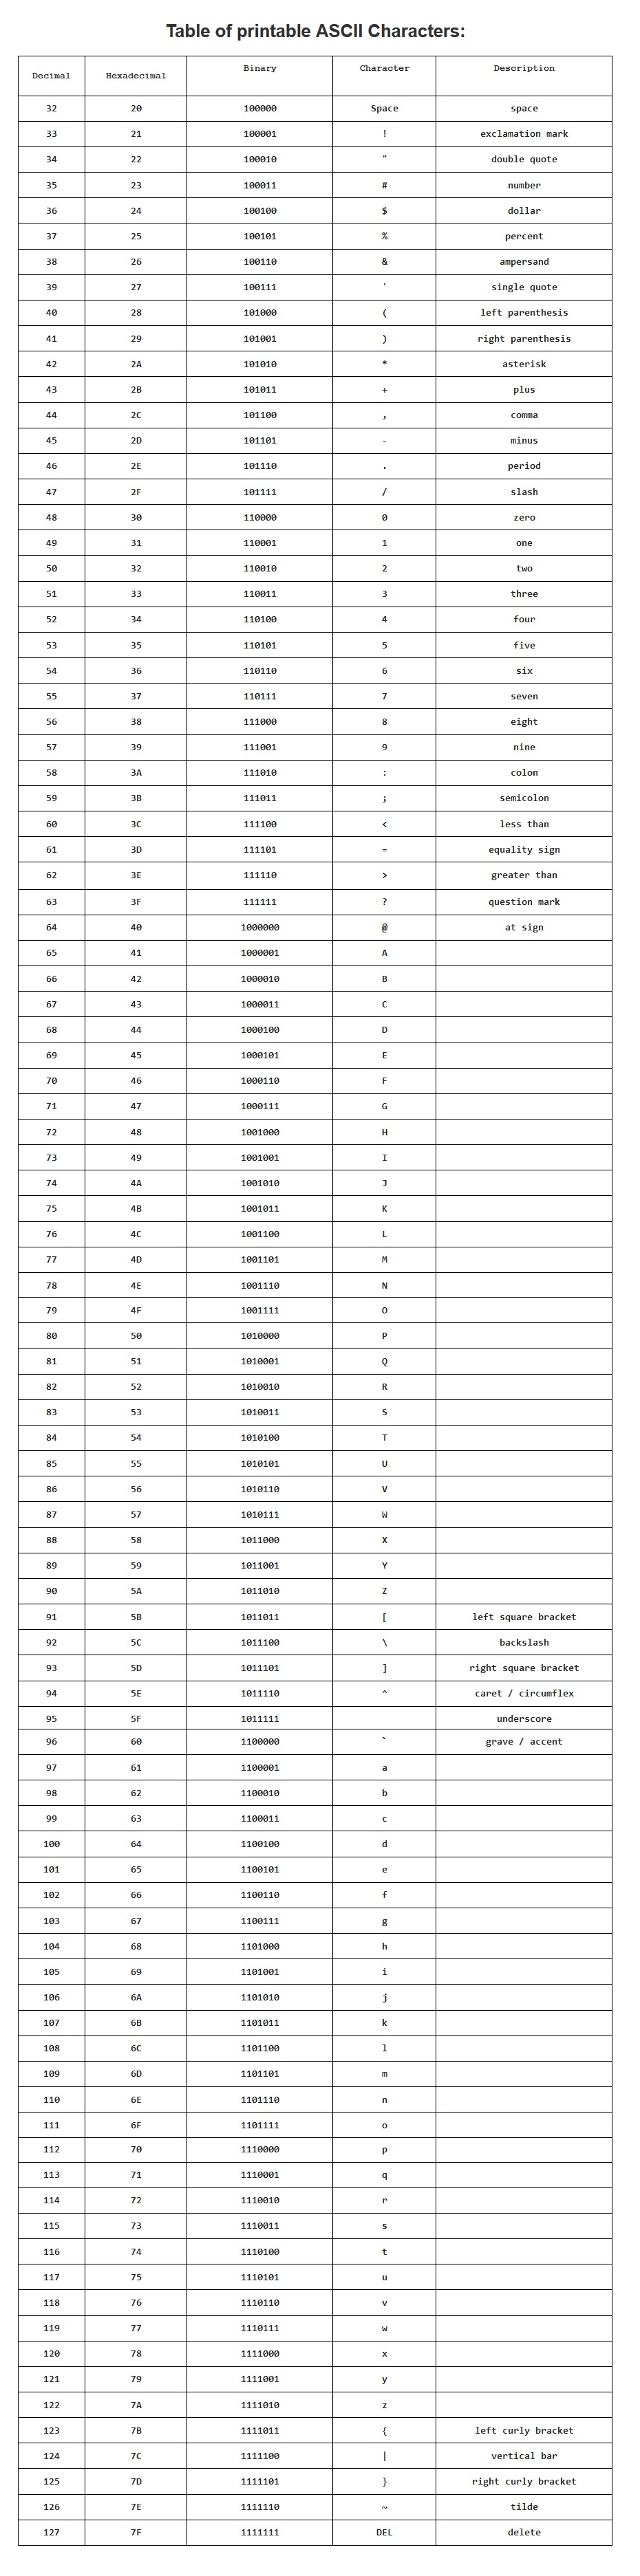 Table of printable ASCII Characters:
Decimal Hexadecimal Binary Character Description
32 20 100000 Space space
33 21 100001 ! exclamation mark
34 22 100010 " double quote
35 23 100011 # number
36 24 100100 $ dollar
37 25 100101 % percent
38 26 100110 & ampersand
39 27 100111 ' single quote
40 28 101000 ( left parenthesis
41 29 101001 ) right parenthesis
42 2A 101010 * asterisk
43 2B 101011 + plus
44 2C 101100 , comma
45 2D 101101 - minus
46 2E 101110 . period
47 2F 101111 / slash
48 30 110000 0 zero
49 31 110001 1 one
50 32 110010 2 two
51 33 110011 3 three
52 34 110100 4 four
53 35 110101 5 five
54 36 110110 6 six
55 37 110111 7 seven
56 38 111000 8 eight
57 39 111001 9 nine
58 3A 111010 : colon
59 3B 111011 ; semicolon
60 3C 111100 < less than
61 3D 111101 = equality sign
62 3E 111110 > greater than
63 3F 111111 ? question mark
64 40 1000000 @ at sign
65 41 1000001 A
66 42 1000010 B
67 43 1000011 C
68 44 1000100 D
69 45 1000101 E
70 46 1000110 F
71 47 1000111 G
72 48 1001000 H
73 49 1001001 I
74 4A 1001010 J
75 4B 1001011 K
76 4C 1001100 L
77 4D 1001101 M
78 4E 1001110 N
79 4F 1001111 O
80 50 1010000 P
81 51 1010001 Q
82 52 1010010 R
83 53 1010011 S
84 54 1010100 T
85 55 1010101 U
86 56 1010110 V
87 57 1010111 W
88 58 1011000 X
89 59 1011001 Y
90 5A 1011010 Z
91 5B 1011011 [ left square bracket
92 5C 1011100 \ backslash
93 5D 1011101 ] right square bracket
94 5E 1011110 ^ caret / circumflex
95 5F 1011111 underscore
96 60 1100000 ` grave / accent
97 61 1100001 a
98 62 1100010 b
99 63 1100011 c
100 64 1100100 d
101 65 1100101 e
102 66 1100110 f
103 67 1100111 g
104 68 1101000 h
105 69 1101001 i
106 6A 1101010 j
107 6B 1101011 k
108 6C 1101100 l
109 6D 1101101 m
110 6E 1101110 n
111 6F 1101111 o
112 70 1110000 p
113 71 1110001 q
114 72 1110010 r
115 73 1110011 s
116 74 1110100 t
117 75 1110101 u
118 76 1110110 v
119 77 1110111 w
120 78 1111000 x
121 79 1111001 y
122 7A 1111010 z
123 7B 1111011 { left curly bracket
124 7C 1111100 | vertical bar
125 7D 1111101 } right curly bracket
126 7E 1111110 ~ tilde
127 7F 1111111 DEL delete